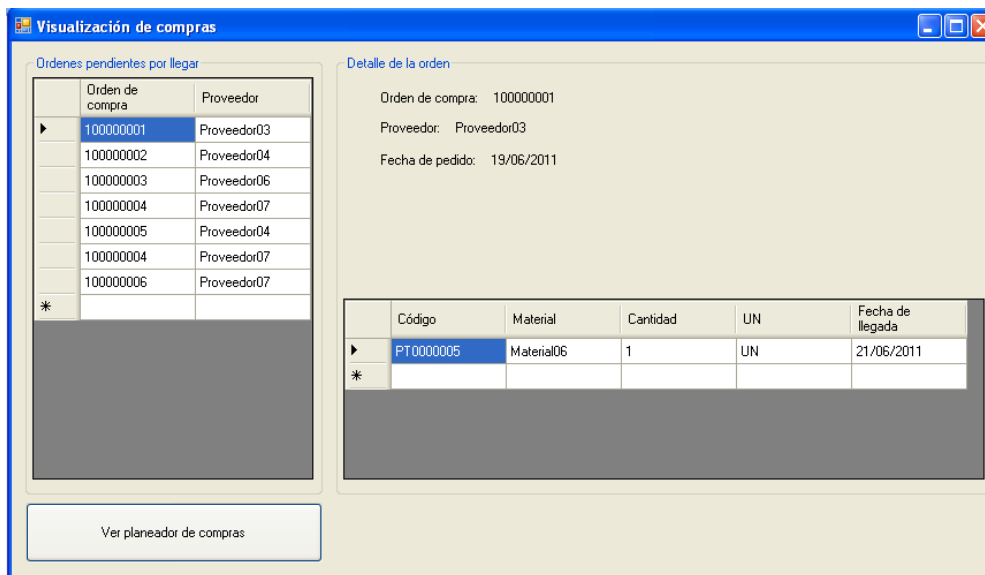 Visualización de compras
Ordenes pendientes por llegar
Orden de compra Proveedor
100000001 Proveedor03
100000002 Proveedor04
100000003 Proveedor06
100000004 Proveedor07
100000005 Proveedor04
100000004 Proveedor07
100000006 Proveedor07
Detalle de la orden
Orden de compra: 100000001
Proveedor: Proveedor03
Fecha de pedido: 19/06/2011
Código Material Cantidad UN Fecha de llegada
PT0000005 Material06 1 UN 21/06/2011
Ver planeador de compras